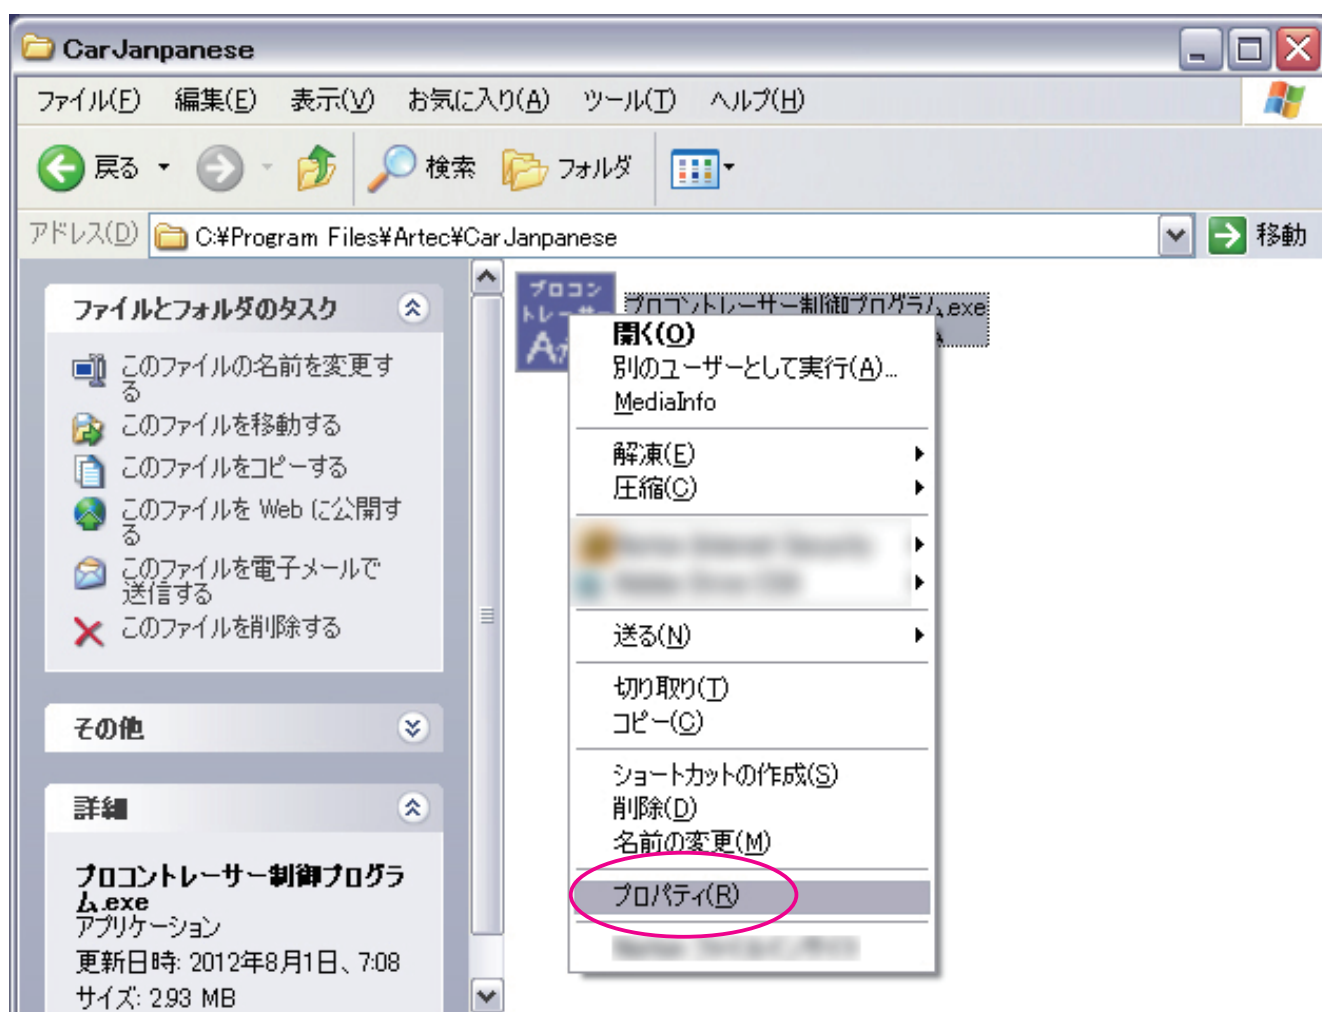 CarJanpanese
ファイル(F) 編集(E) 表示(V) お気に入り(A) ツール(T) ヘルプ(H)
戻る 検索 フォルダ
アドレス(D) C:¥Program Files¥Artec¥CarJanpanese 移動
ファイルとフォルダのタスク
このファイルの名前を変更す
る
このファイルを移動する
このファイルをコピーする
このファイルを Web に公開す
る
このファイルを電子メールで
送信する
このファイルを削除する
その他
詳細
プロコントレーサー制御プログラ
ム.exe
アプリケーション
更新日時: 2012年8月1日、7:08
サイズ: 2.93 MB
プロコン
トレーサー
プロコントレーサー制御プログラム.exe
開く(O)
別のユーザーとして実行(A)...
MediaInfo
解凍(E)
圧縮(C)
送る(N)
切り取り(T)
コピー(C)
ショートカットの作成(S)
削除(D)
名前の変更(M)
プロパティ(R)